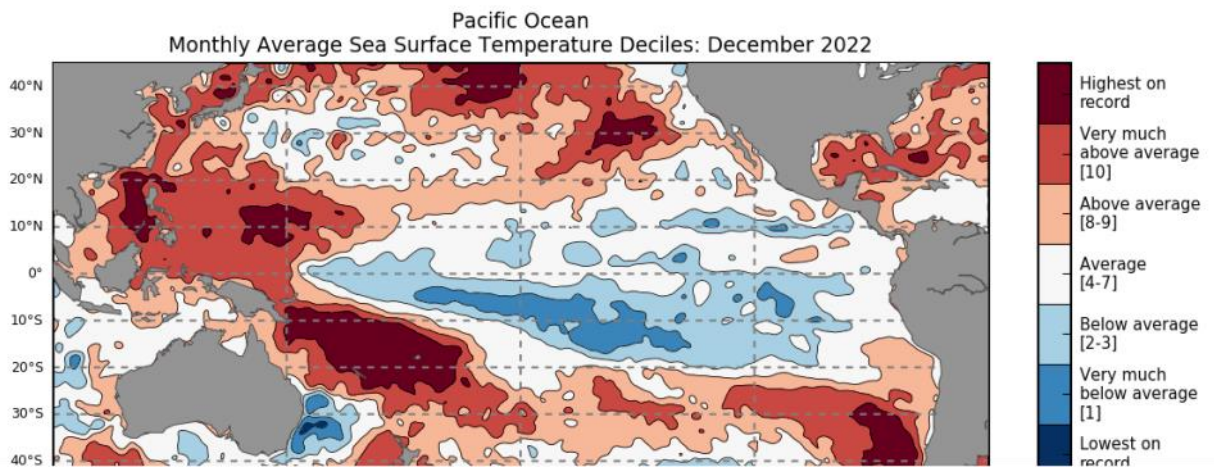 Pacific Ocean
Monthly Average Sea Surface Temperature Deciles: December 2022
40°N
30°N
20°N
10°N
0°
10°S
20°S
30°S
40°S
Highest on
record
Very much
above average
[10]
Above average
[8-9]
Average
[4-7]
Below average
[2-3]
Very much
below average
[1]
Lowest on
record